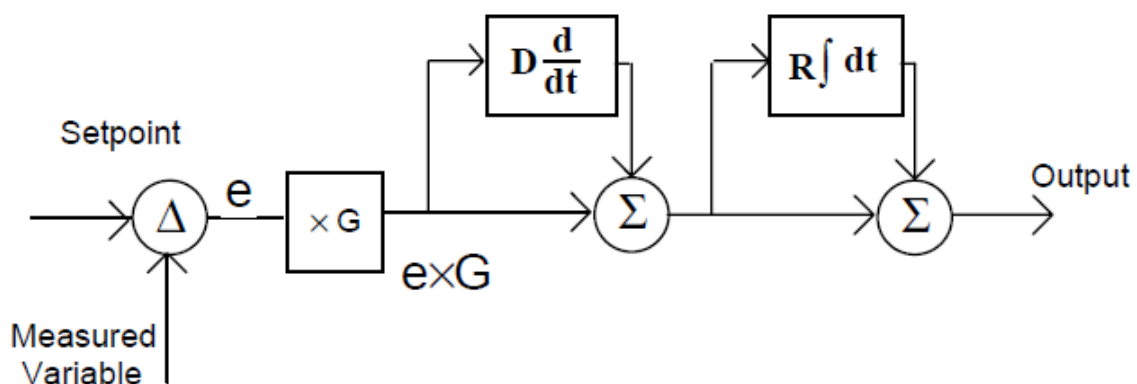 D d/dt
R∫ dt
Setpoint
Δ
e
× G
Σ
Σ
Output
e×G
Measured
Variable